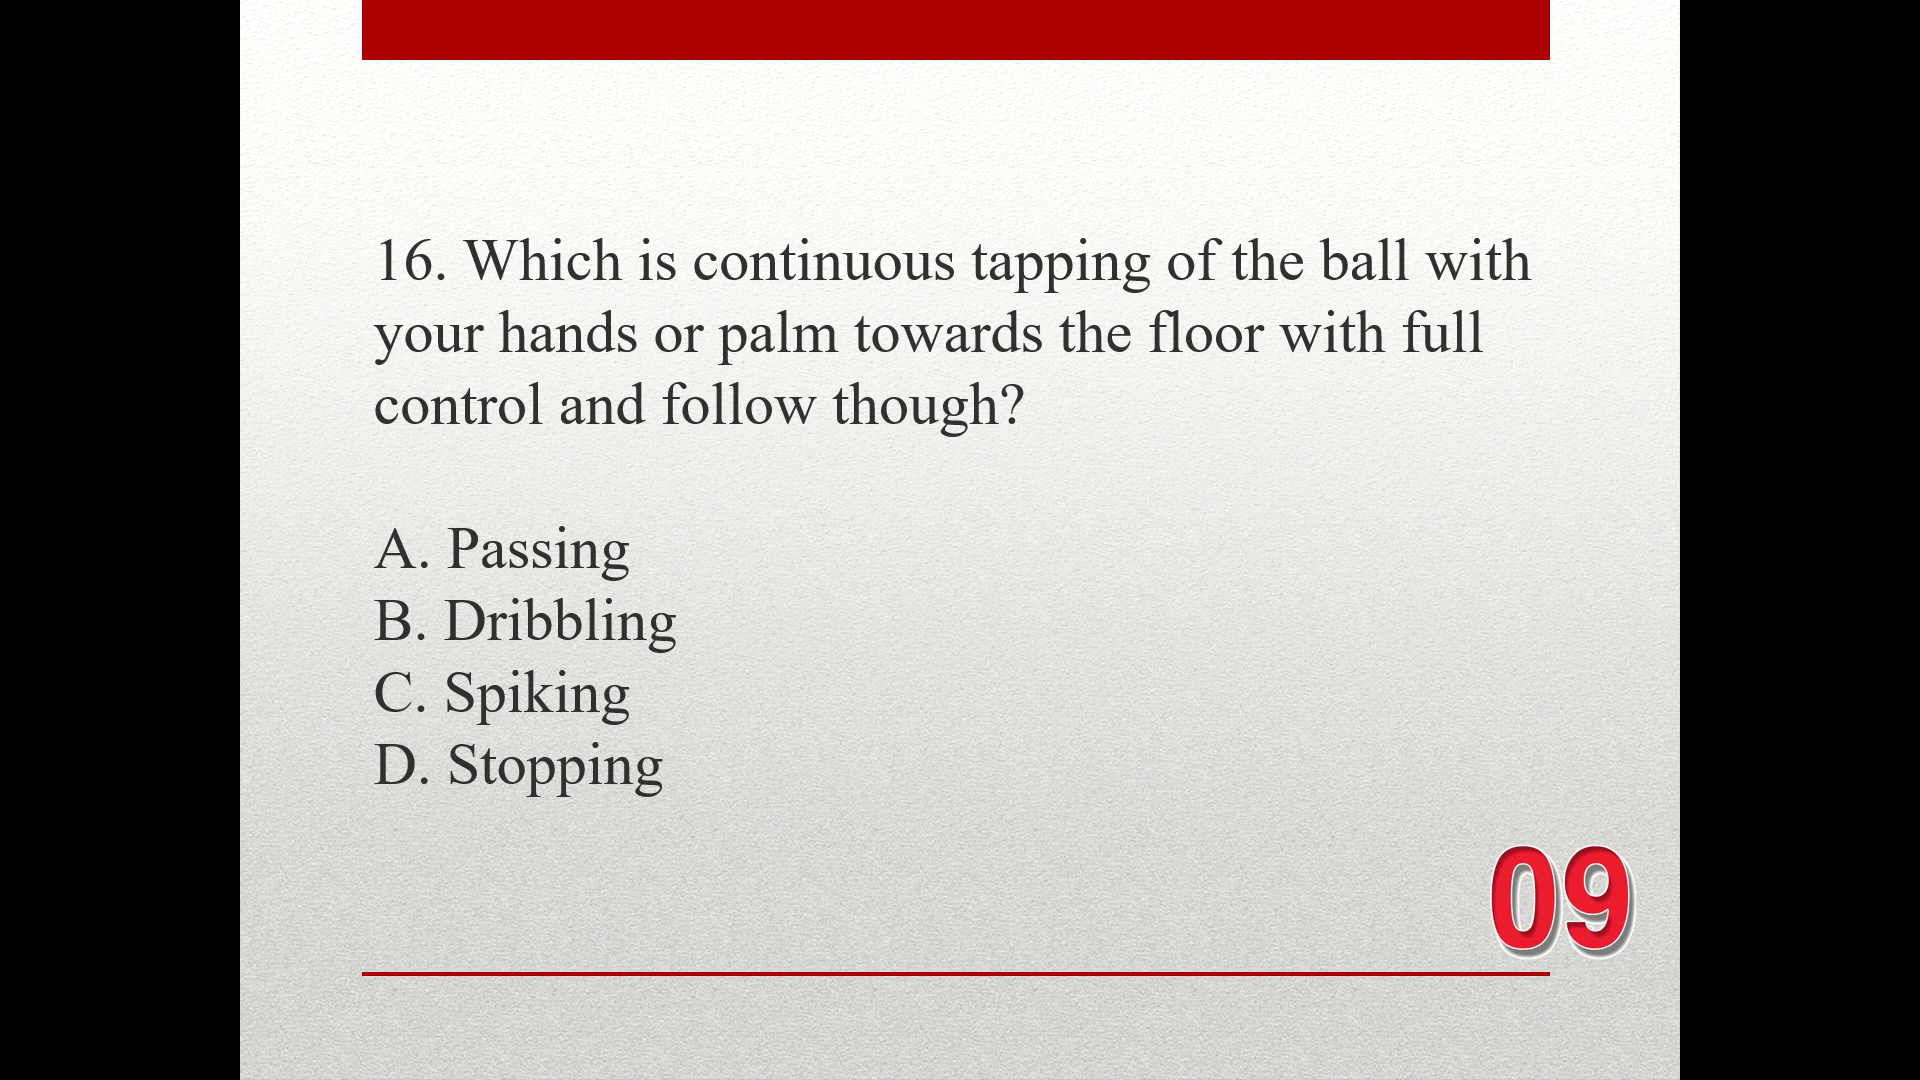 16. Which is continuous tapping of the ball with
your hands or palm towards the floor with full
control and follow though?
A. Passing
B. Dribbling
C. Spiking
D. Stopping
09